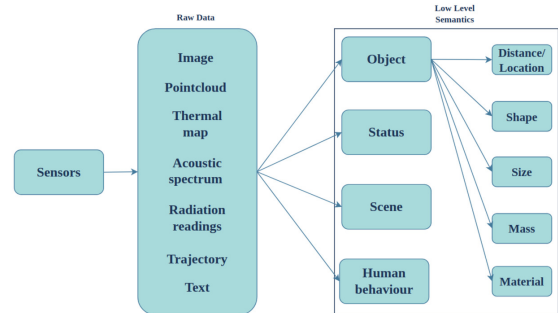 Raw Data
Low Level
Semantics
Sensors
Image
Pointcloud
Thermal
map
Acoustic
spectrum
Radiation
readings
Trajectory
Text
Object
Status
Scene
Human
behaviour
Distance/
Location
Shape
Size
Mass
Material